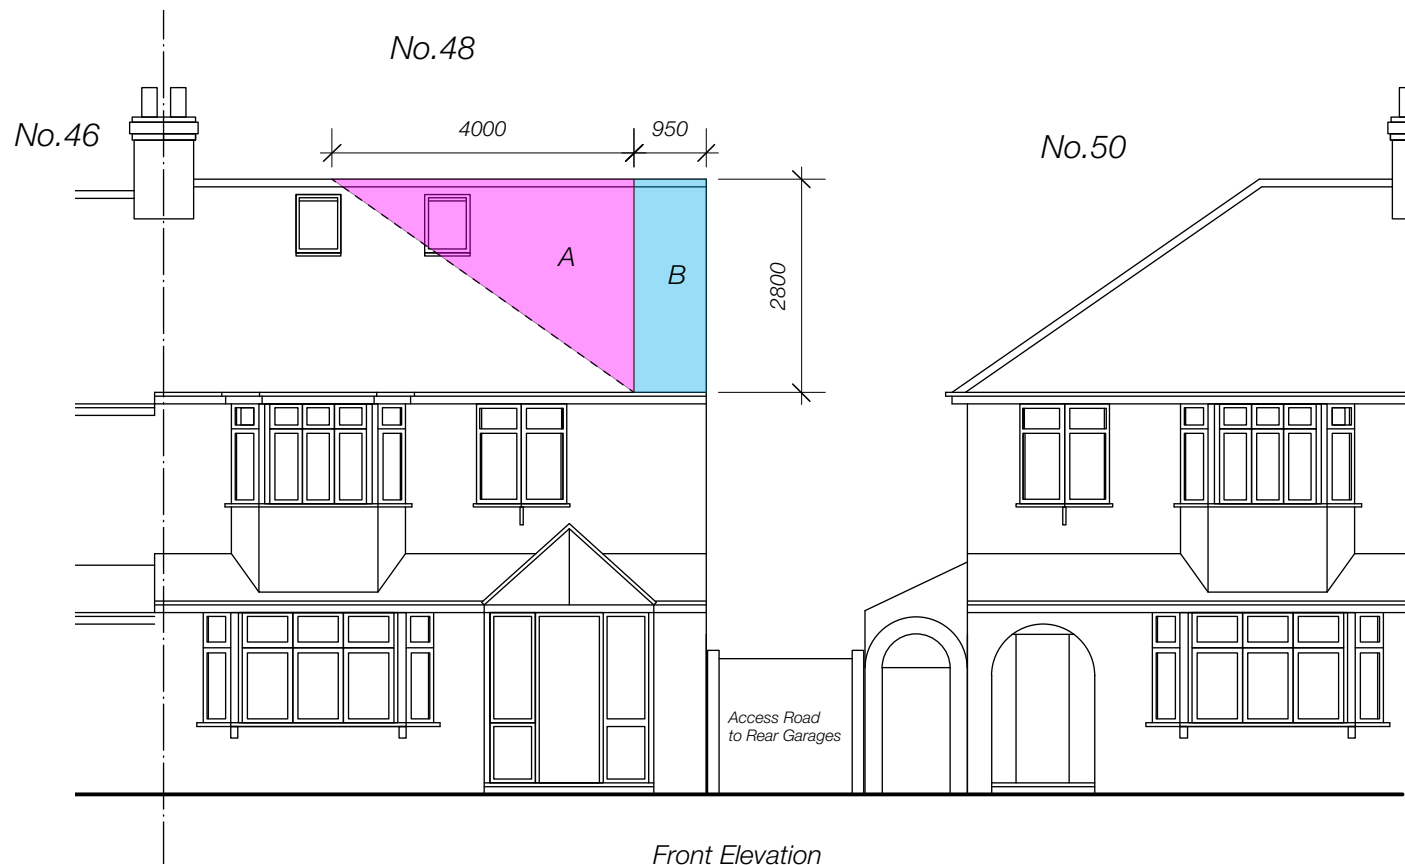 No.48
No.46
4000
950
No.50
A
B
2800
Access Road
to Rear Garages
Front Elevation